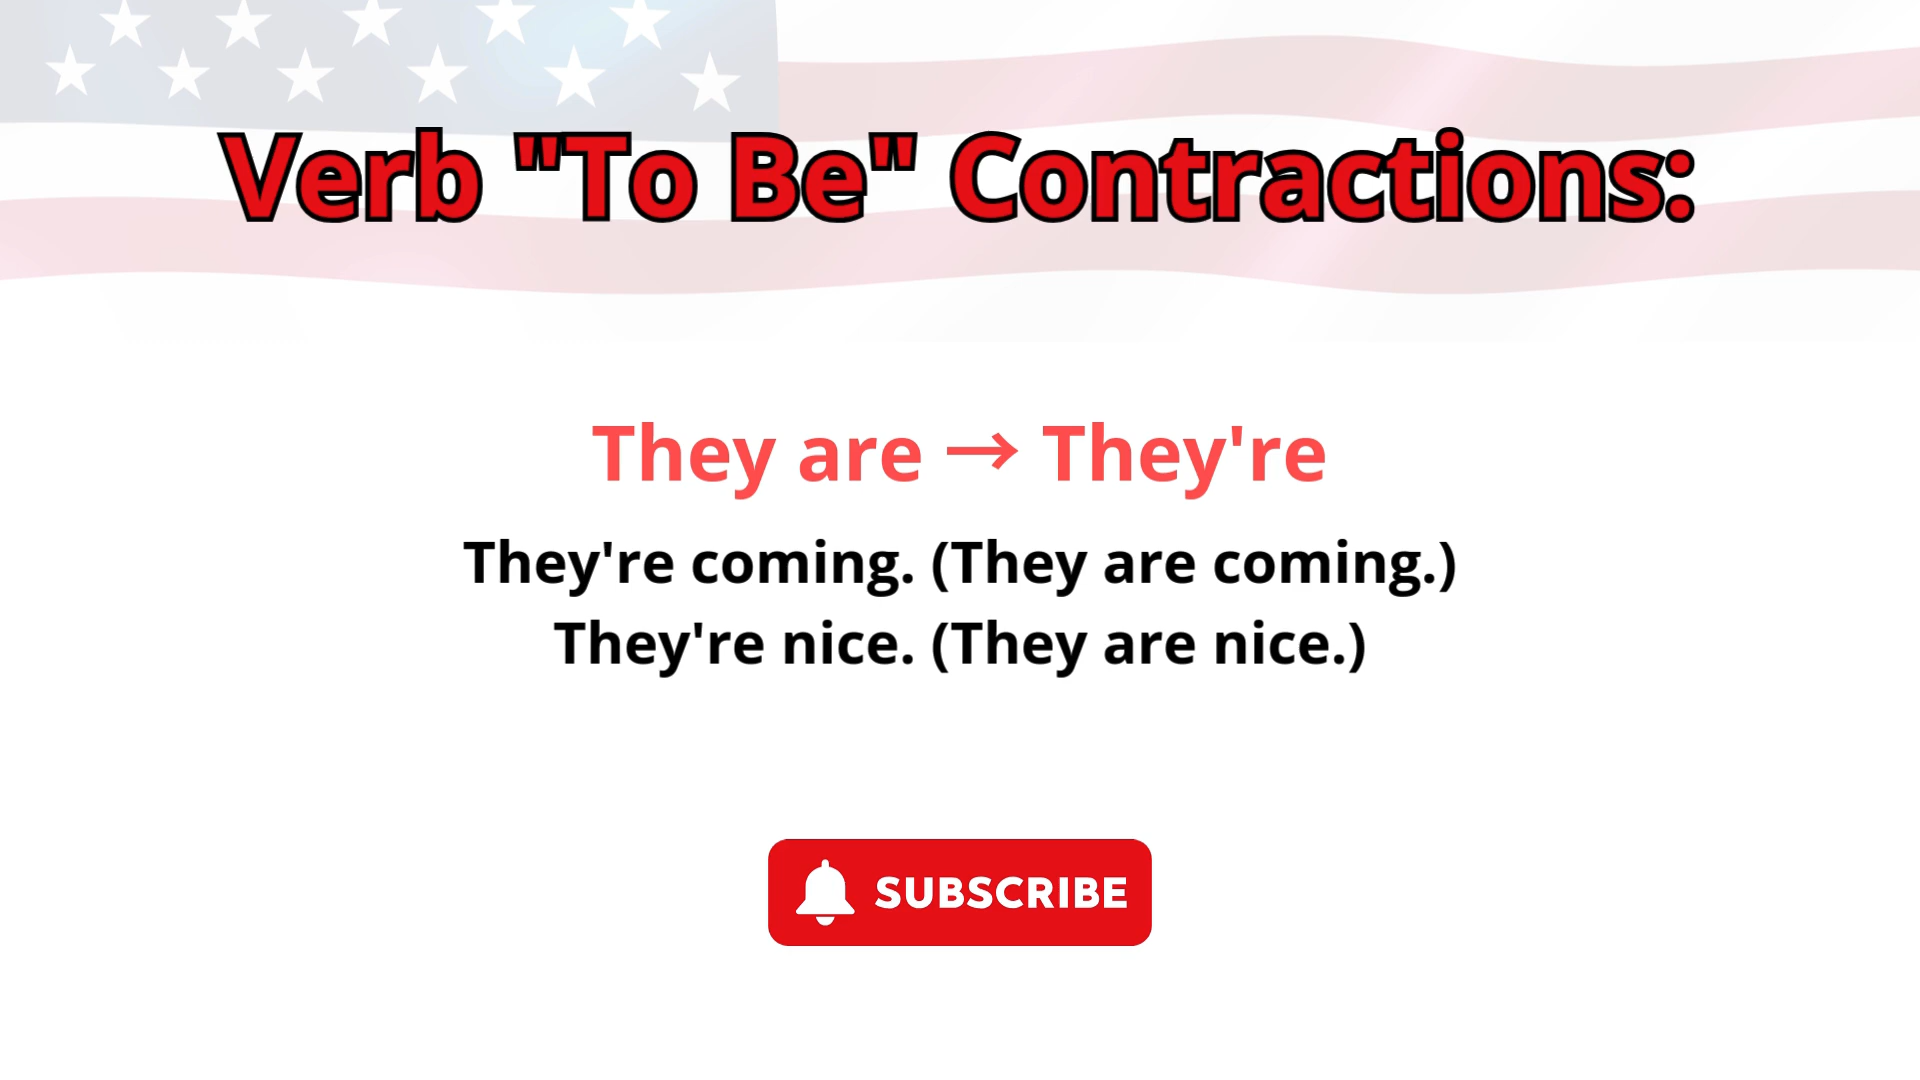 Verb "To Be" Contractions:
They are → They're
They're coming. (They are coming.)
They're nice. (They are nice.)
SUBSCRIBE